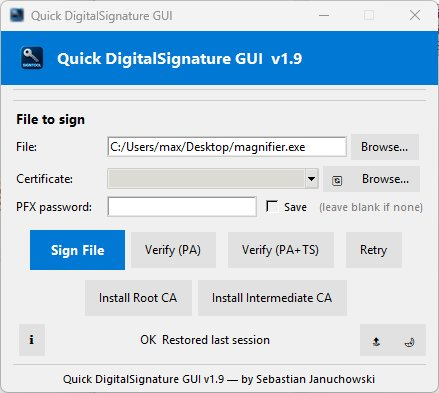 Quick DigitalSignature GUI
SIGNTOOL
Quick DigitalSignature GUI v1.9
File to sign
File: C:/Users/max/Desktop/magnifier.exe Browse...
Certificate: Browse...
PFX password: Save (leave blank if none)
Sign File Verify (PA) Verify (PA+TS) Retry
Install Root CA Install Intermediate CA
i OK Restored last session
Quick DigitalSignature GUI v1.9 — by Sebastian Januchowski